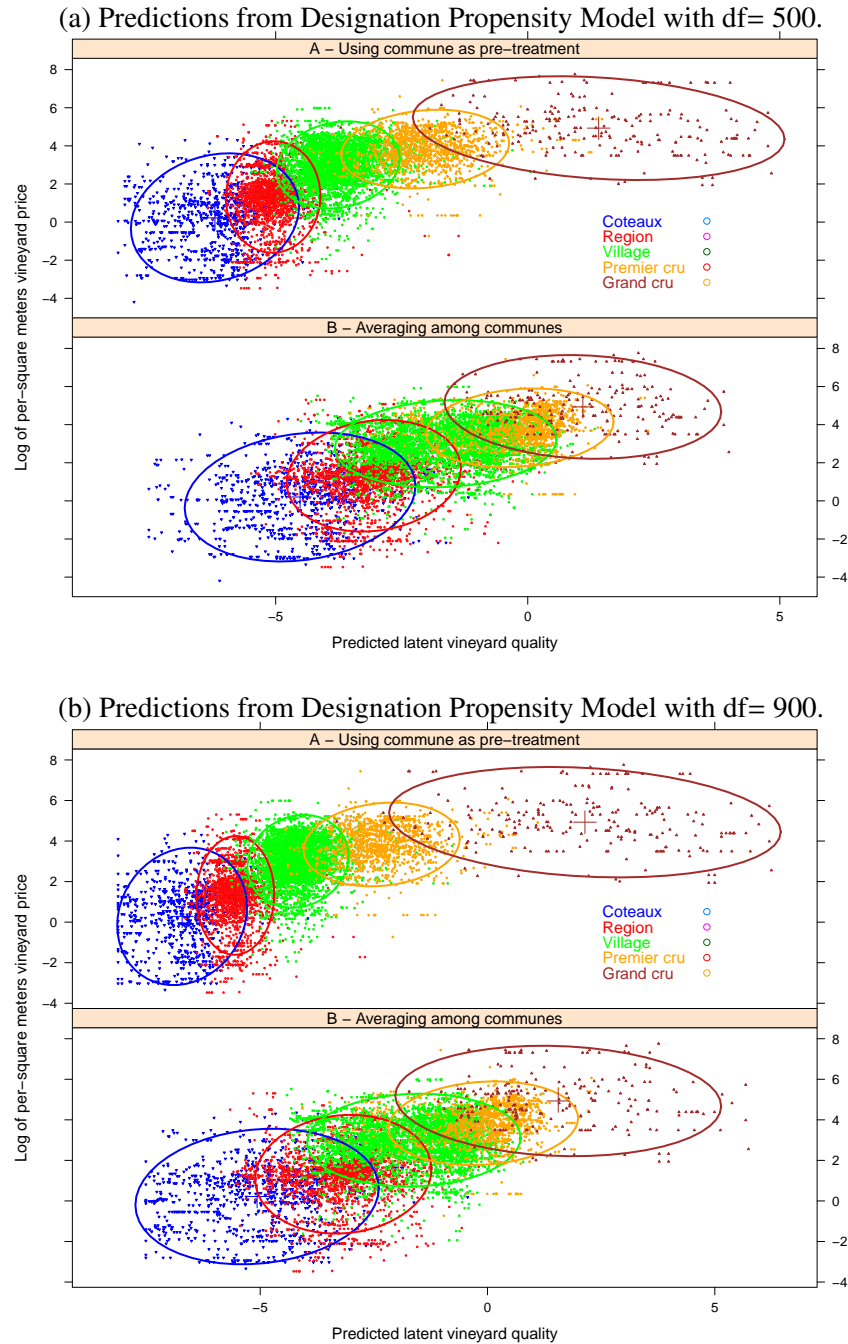 (a) Predictions from Designation Propensity Model with df= 500.
A − Using commune as pre−treatment
8
6
4
2
0
−2
−4
Coteaux
Region
Village
Premier cru
Grand cru
B − Averaging among communes
8
6
4
2
0
−2
−4
Log of per−square meters vineyard price
−5
0
5
Predicted latent vineyard quality
(b) Predictions from Designation Propensity Model with df= 900.
A − Using commune as pre−treatment
8
6
4
2
0
−2
−4
Coteaux
Region
Village
Premier cru
Grand cru
B − Averaging among communes
8
6
4
2
0
−2
−4
Log of per−square meters vineyard price
−5
0
5
Predicted latent vineyard quality